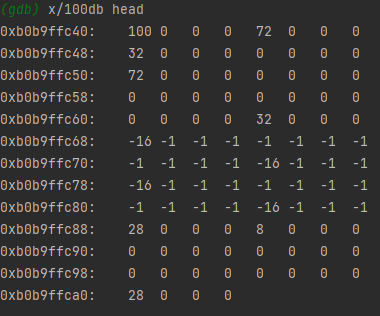 (gdb) x/100db head
0xb0b9ffc40: 100 0 0 0 72 0 0 0
0xb0b9ffc48: 32 0 0 0 0 0 0 0
0xb0b9ffc50: 72 0 0 0 0 0 0 0
0xb0b9ffc58: 0 0 0 0 0 0 0 0
0xb0b9ffc60: 0 0 0 0 32 0 0 0
0xb0b9ffc68: -16 -1 -1 -1 -1 -1 -1 -1
0xb0b9ffc70: -1 -1 -1 -1 -16 -1 -1 -1
0xb0b9ffc78: -16 -1 -1 -1 -1 -1 -1 -1
0xb0b9ffc80: -1 -1 -1 -1 -16 -1 -1 -1
0xb0b9ffc88: 28 0 0 0 8 0 0 0
0xb0b9ffc90: 0 0 0 0 0 0 0 0
0xb0b9ffc98: 0 0 0 0 0 0 0 0
0xb0b9ffca0: 28 0 0 0